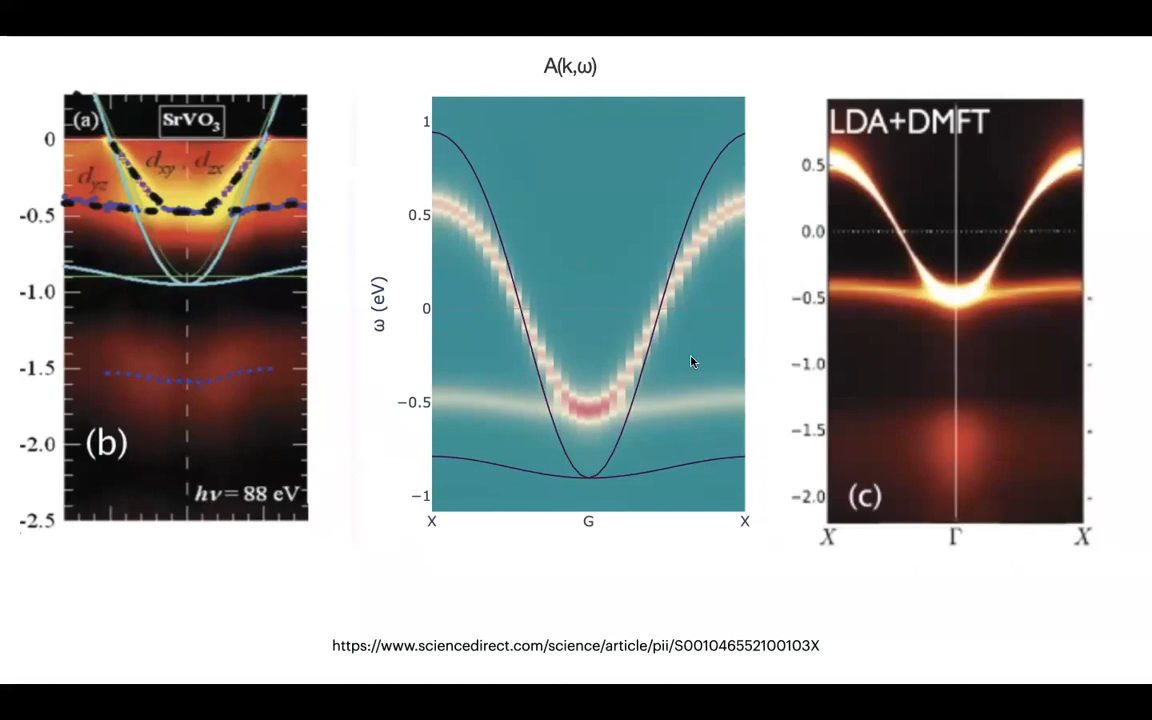 A(k,ω)
(a)
SrVO3
0
-0.5
-1.0
-1.5
-2.0
-2.5
dyz
dxy, dzx
(b)
hν = 88 eV
ω (eV)
1
0.5
0
−0.5
−1
X
G
X
LDA+DMFT
0.5
0.0
-0.5
-1.0
-1.5
-2.0
(c)
X
Γ
X
https://www.sciencedirect.com/science/article/pii/S001046552100103X